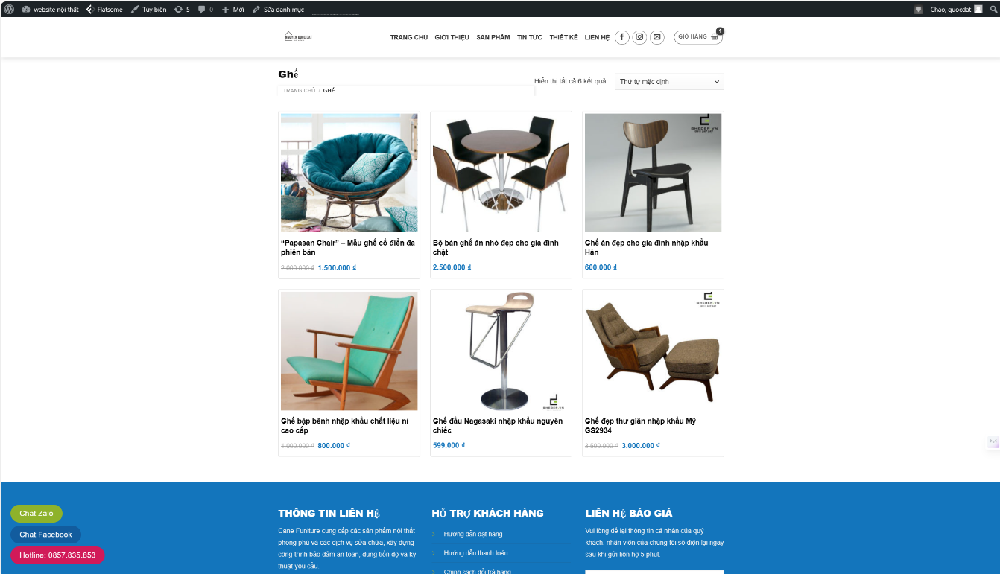 website nội thất Flatsome Tùy biến 5 0 Mới Sửa danh mục Chào, quocdat
NGUYEN QUOC DAT TRANG CHỦ GIỚI THIỆU SẢN PHẨM TIN TỨC THIẾT KẾ LIÊN HỆ GIỎ HÀNG 1
Ghế
TRANG CHỦ / GHẾ
Hiển thị tất cả 6 kết quả Thứ tự mặc định
GHEDEP.VN
“Papasan Chair” – Mẫu ghế cổ điển đa
phiên bản
2.000.000 ₫ 1.500.000 ₫
Bộ bàn ghế ăn nhỏ đẹp cho gia đình
chật
2.500.000 ₫
Ghế ăn đẹp cho gia đình nhập khẩu
Hàn
600.000 ₫
GHEDEP.VN
GHEDEP.VN
Ghế bập bênh nhập khẩu chất liệu nỉ
cao cấp
1.000.000 ₫ 800.000 ₫
Ghế đẩu Nagasaki nhập khẩu nguyên
chiếc
599.000 ₫
Ghế đẹp thư giãn nhập khẩu Mỹ
GS2934
3.500.000 ₫ 3.000.000 ₫
Chat Zalo
Chat Facebook
Hotline: 0857.835.853
THÔNG TIN LIÊN HỆ
Cane Funiture cung cấp các sản phẩm nội thất
phong phú và các dịch vụ sửa chữa, xây dựng
công trình bảo đảm an toàn, đúng tiến độ và kỹ
thuật yêu cầu.
HỖ TRỢ KHÁCH HÀNG
Hướng dẫn đặt hàng
Hướng dẫn thanh toán
Chính sách đổi trả hàng
LIÊN HỆ BÁO GIÁ
Vui lòng để lại thông tin cá nhân của quý
khách, nhân viên của chúng tôi sẽ điện lại ngay
sau khi gửi liên hệ 5 phút.